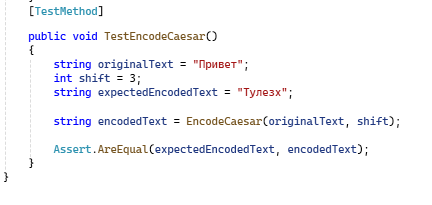 [TestMethod]
public void TestEncodeCaesar()
{
string originalText = "Привет";
int shift = 3;
string expectedEncodedText = "Тулезх";
string encodedText = EncodeCaesar(originalText, shift);
Assert.AreEqual(expectedEncodedText, encodedText);
}
}